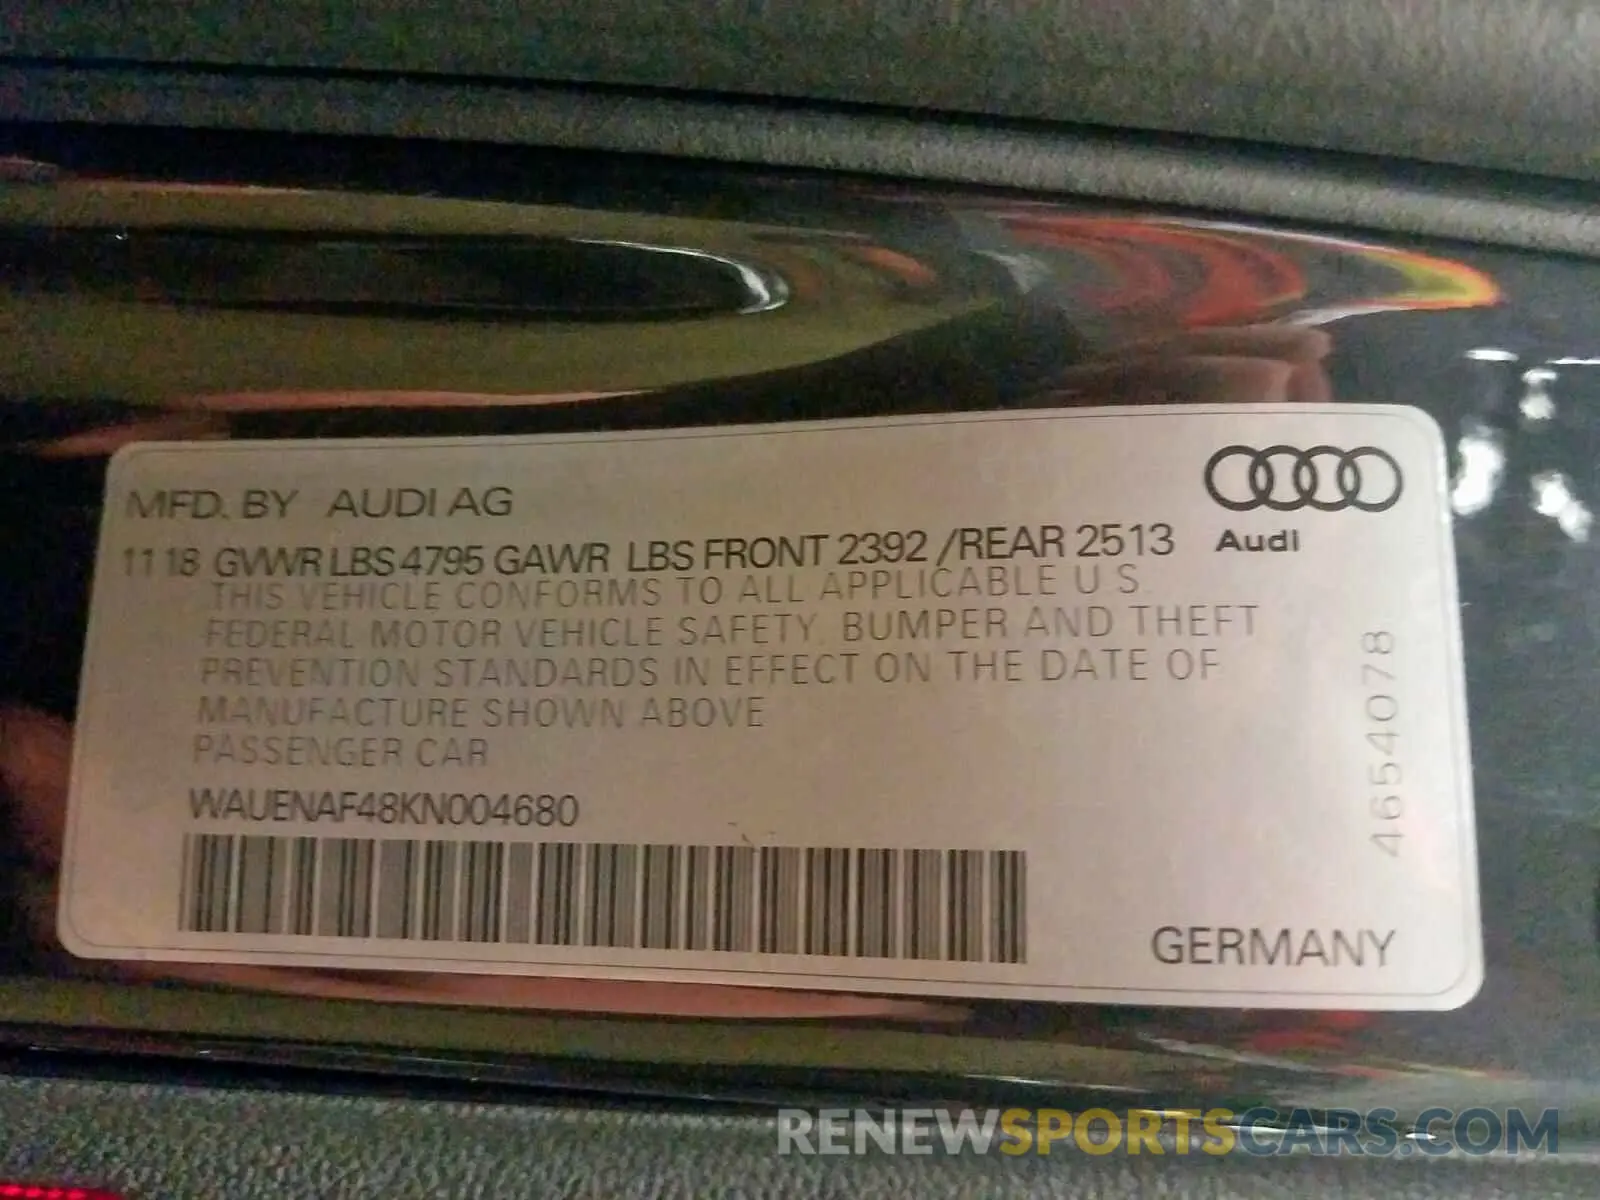 MFD. BY AUDI AG
Audi
11 18 GVWR LBS 4795 GAWR LBS FRONT 2392 /REAR 2513
THIS VEHICLE CONFORMS TO ALL APPLICABLE U.S.
FEDERAL MOTOR VEHICLE SAFETY, BUMPER AND THEFT
PREVENTION STANDARDS IN EFFECT ON THE DATE OF
MANUFACTURE SHOWN ABOVE
PASSENGER CAR
WAUENAF48KN004680
4654078
GERMANY
RENEWSPORTSCARS.COM